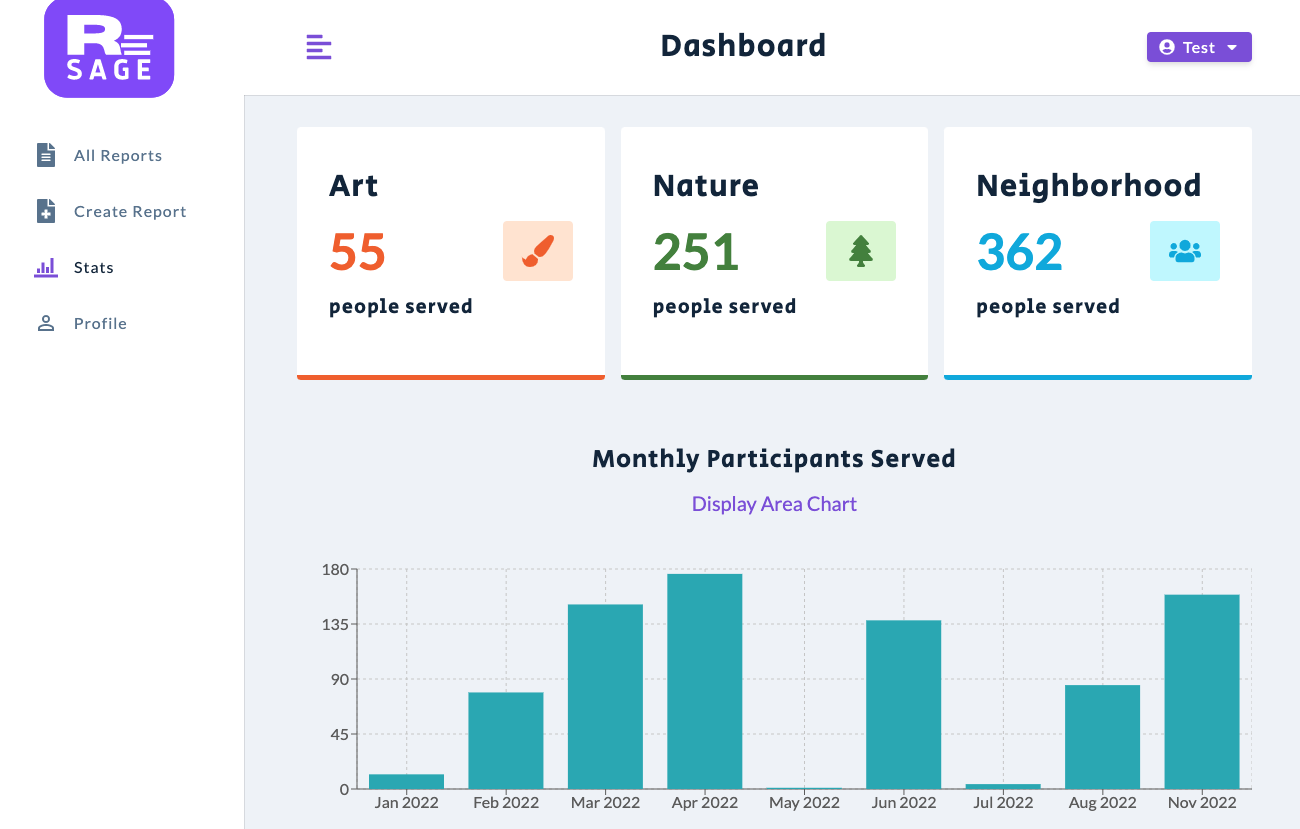 RE
SAGE
Dashboard
Test
All Reports
Create Report
Stats
Profile
Art
55
people served
Nature
251
people served
Neighborhood
362
people served
Monthly Participants Served
Display Area Chart
180
135
90
45
0
Jan 2022 Feb 2022 Mar 2022 Apr 2022 May 2022 Jun 2022 Jul 2022 Aug 2022 Nov 2022